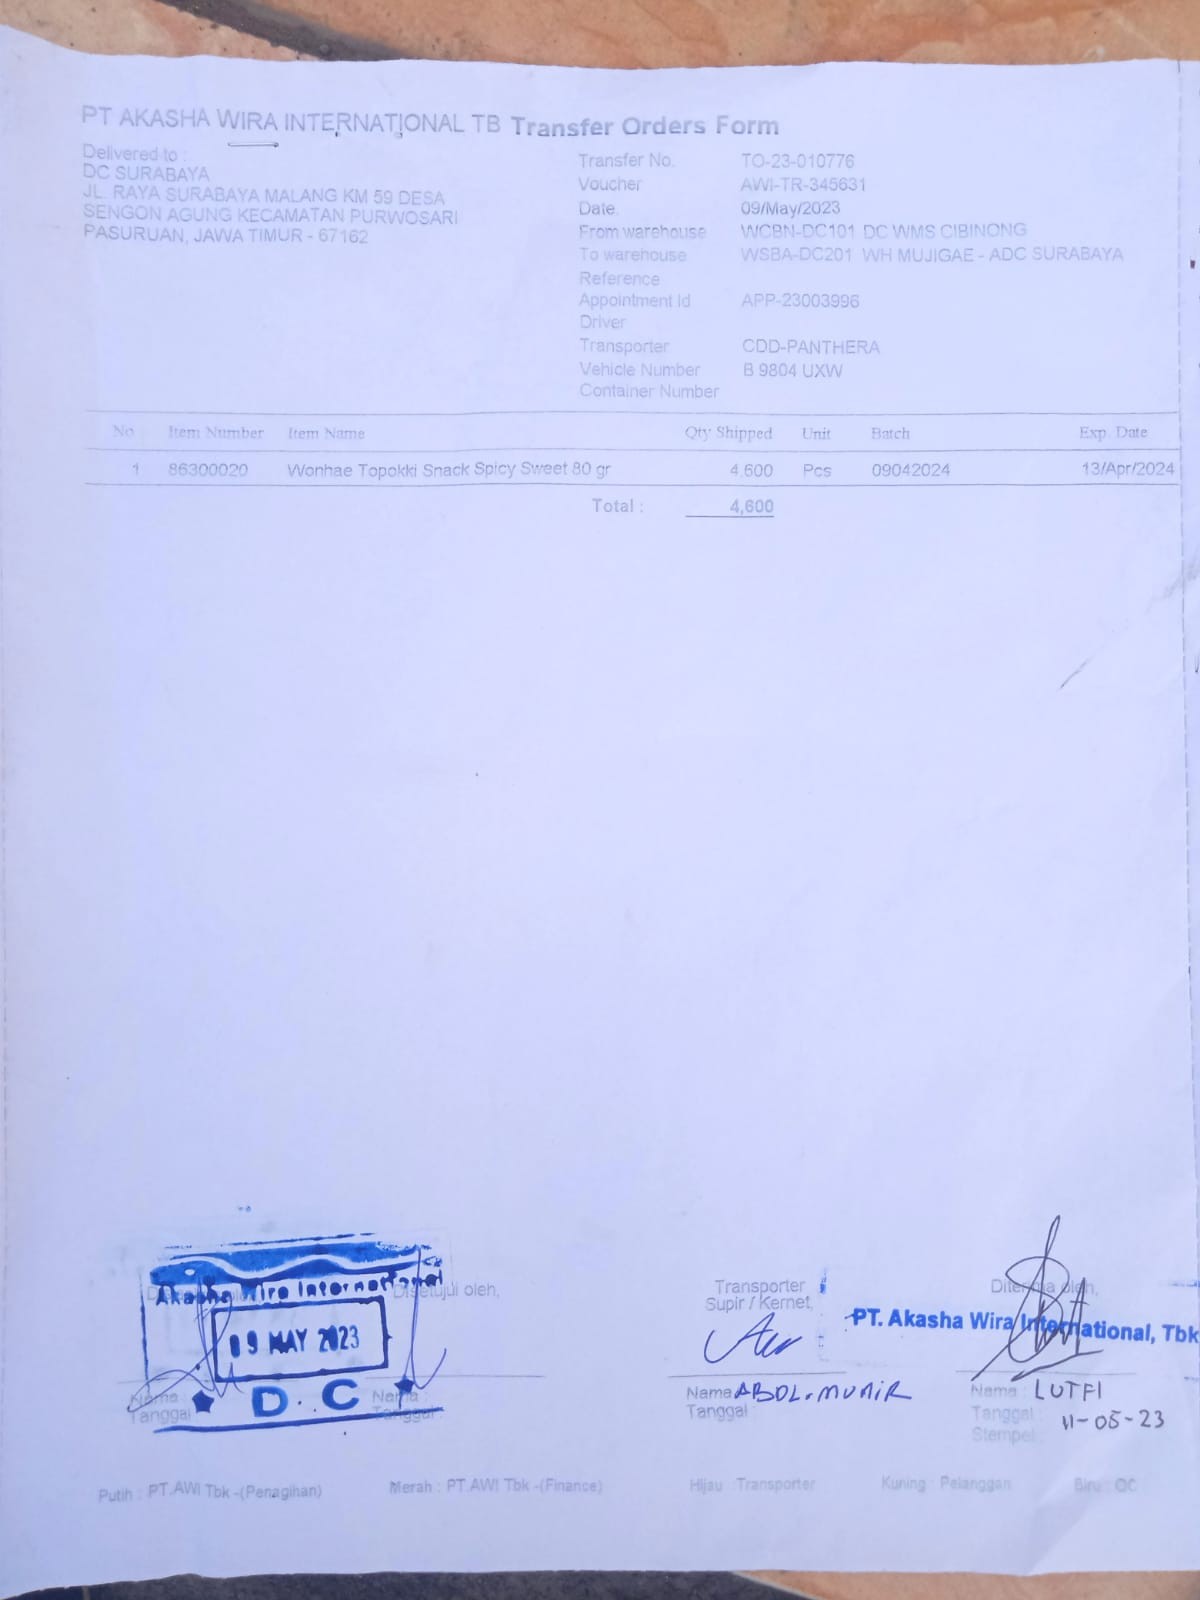 PT AKASHA WIRA INTERNATIONAL TB Transfer Orders Form
Delivered to :
DC SURABAYA
JL. RAYA SURABAYA MALANG KM 59 DESA
SENGON AGUNG KECAMATAN PURWOSARI
PASURUAN, JAWA TIMUR - 67162
Transfer No. TO-23-010776
Voucher AWI-TR-345631
Date. 09/May/2023
From warehouse WCBN-DC101 DC WMS CIBINONG
To warehouse WSBA-DC201 WH MUJIGAE - ADC SURABAYA
Reference
Appointment Id APP-23003996
Driver
Transporter CDD-PANTHERA
Vehicle Number B 9804 UXW
Container Number
No Item Number Item Name Qty Shipped Unit Batch Exp. Date
1 86300020 Wonhae Topokki Snack Spicy Sweet 80 gr 4,600 Pcs 09042024 13/Apr/2024
Total : 4,600
Akasha Wira International
09 MAY 2023
D. C
Disetujui oleh,
Nama :
Tanggal
Nama :
Tanggal :
Transporter
Supir / Kernet,
Name ABDL. MUNIR
Tanggal
Diterima oleh,
PT. Akasha Wira International, Tbk
Nama : LUTFI
Tanggal : 11-05-23
Stempel :
Putih : PT.AWI Tbk -(Penagihan) Merah : PT.AWI Tbk -(Finance) Hijau :Transporter Kuning : Pelanggan Biru : QC